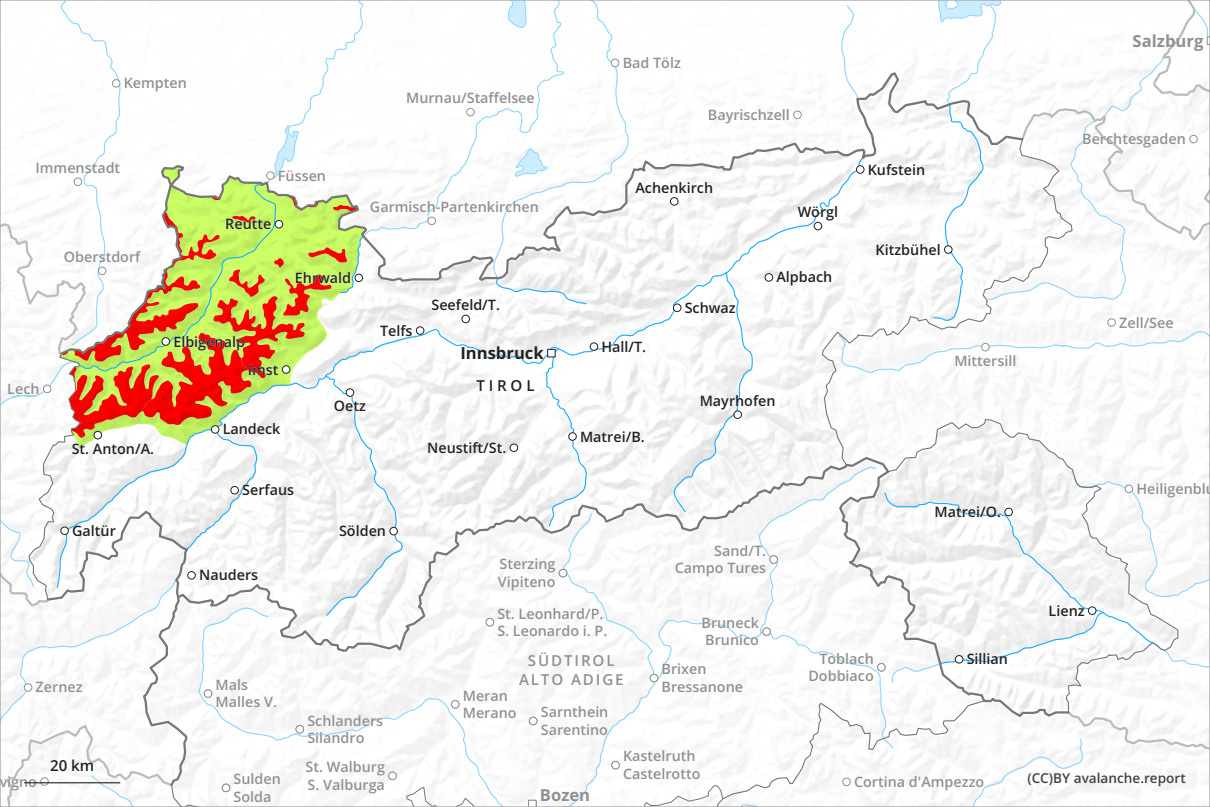 Salzburg
Bad Tölz
Kempten
Murnau/Staffelsee
Bayrischzell
Berchtesgaden
Immenstadt
Füssen
Kufstein
Achenkirch
Garmisch-Partenkirchen
Wörgl
Reutte
Kitzbühel
Oberstdorf
Ehrwald
Alpbach
Seefeld/T.
Schwaz
Zell/See
Telfs
Elbigenalp
Hall/T.
Innsbruck
Mittersill
Imst
TIROL
Lech
Oetz
Mayrhofen
Landeck
Matrei/B.
St. Anton/A.
Neustift/St.
Serfaus
Heiligenblu
Matrei/O.
Galtür
Sölden
Sand/T.
Campo Tures
Sterzing
Vipiteno
Nauders
Lienz
St. Leonhard/P.
S. Leonardo i. P.
Bruneck
Brunico
SÜDTIROL
ALTO ADIGE
Toblach
Dobbiaco
Sillian
Brixen
Bressanone
Zernez
Mals
Malles V.
Meran
Merano
Sarnthein
Sarentino
Schlanders
Silandro
Kastelruth
Castelrotto
20 km
St. Walburg
S. Valburga
vigno
Sulden
Solda
Cortina d'Ampezzo
(CC)BY avalanche.report
Bozen